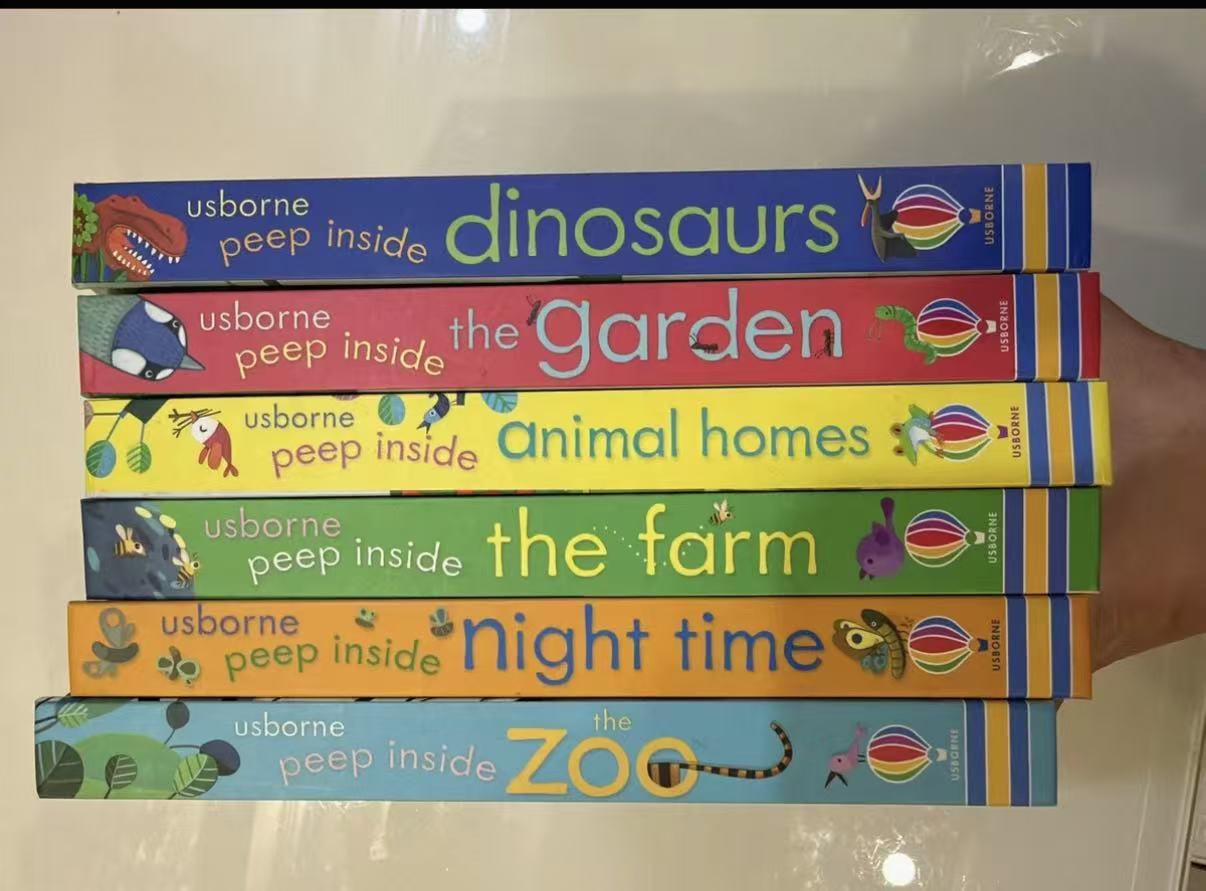 usborne
peep inside
dinosaurs
USBORNE
usborne
peep inside
the garden
USBORNE
usborne
peep inside
animal homes
USBORNE
usborne
peep inside
the farm
USBORNE
usborne
peep inside
night time
USBORNE
usborne
peep inside
the
zoo
USBORNE